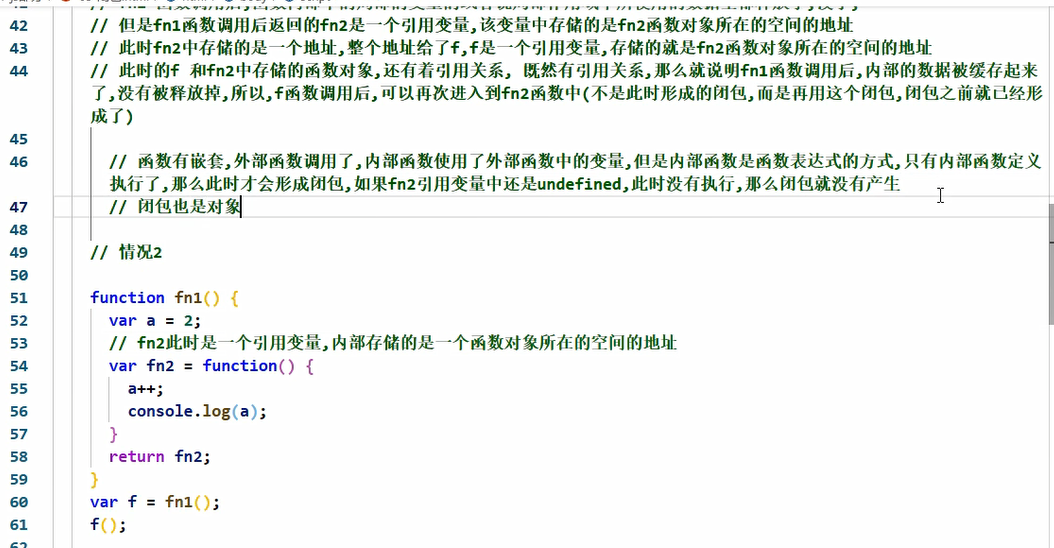 42 // 但是fn1函数调用后返回的fn2是一个引用变量,该变量中存储的是fn2函数对象所在的空间的地址
43 // 此时fn2中存储的是一个地址,整个地址给了f,f是一个引用变量,存储的就是fn2函数对象所在的空间的地址
44 // 此时的f 和fn2中存储的函数对象,还有着引用关系, 既然有引用关系,那么就说明fn1函数调用后,内部的数据被缓存起来
了,没有被释放掉,所以,f函数调用后,可以再次进入到fn2函数中(不是此时形成的闭包,而是再用这个闭包,闭包之前就已经形
成了)
45
46 // 函数有嵌套,外部函数调用了,内部函数使用了外部函数中的变量,但是内部函数是函数表达式的方式,只有内部函数定义
执行了,那么此时才会形成闭包,如果fn2引用变量中还是undefined,此时没有执行,那么闭包就没有产生
47 // 闭包也是对象
48
49 // 情况2
50
51 function fn1() {
52 var a = 2;
53 // fn2此时是一个引用变量,内部存储的是一个函数对象所在的空间的地址
54 var fn2 = function() {
55 a++;
56 console.log(a);
57 }
58 return fn2;
59 }
60 var f = fn1();
61 f();